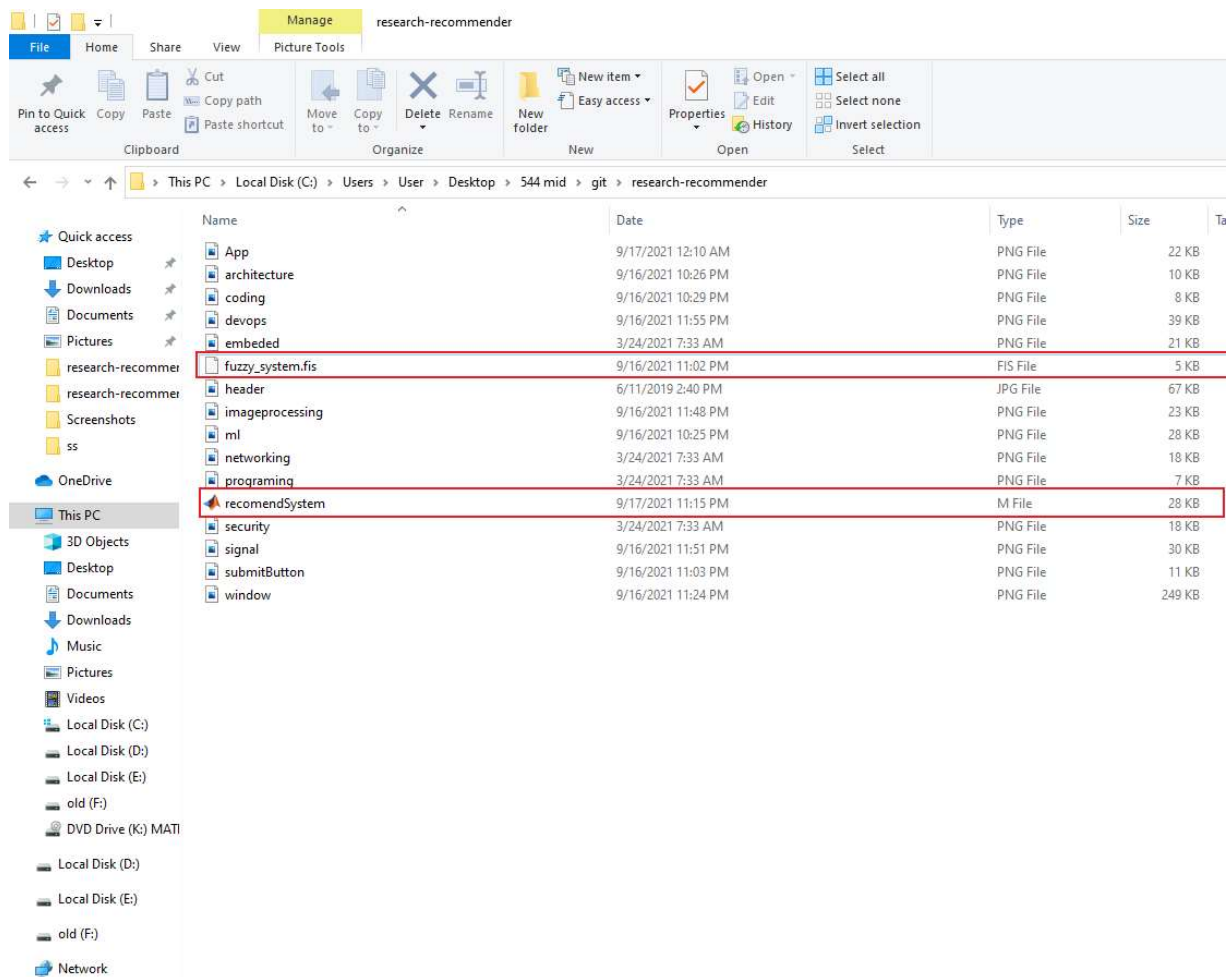 Manage research-recommender
File Home Share View Picture Tools
Pin to Quick access
Copy
Paste
Cut
Copy path
Paste shortcut
Clipboard
Move to
Copy to
Delete
Rename
Organize
New folder
New item
Easy access
New
Properties
Open
Edit
History
Open
Select all
Select none
Invert selection
Select
This PC > Local Disk (C:) > Users > User > Desktop > 544 mid > git > research-recommender
Name Date Type Size Ta
App 9/17/2021 12:10 AM PNG File 22 KB
architecture 9/16/2021 10:26 PM PNG File 10 KB
coding 9/16/2021 10:29 PM PNG File 8 KB
devops 9/16/2021 11:55 PM PNG File 39 KB
embeded 3/24/2021 7:33 AM PNG File 21 KB
fuzzy_system.fis 9/16/2021 11:02 PM FIS File 5 KB
header 6/11/2019 2:40 PM JPG File 67 KB
imageprocessing 9/16/2021 11:48 PM PNG File 23 KB
ml 9/16/2021 10:25 PM PNG File 28 KB
networking 3/24/2021 7:33 AM PNG File 18 KB
programing 3/24/2021 7:33 AM PNG File 7 KB
recomendSystem 9/17/2021 11:15 PM M File 28 KB
security 3/24/2021 7:33 AM PNG File 18 KB
signal 9/16/2021 11:51 PM PNG File 30 KB
submitButton 9/16/2021 11:03 PM PNG File 11 KB
window 9/16/2021 11:24 PM PNG File 249 KB
Quick access
Desktop
Downloads
Documents
Pictures
research-recommer
research-recommer
Screenshots
ss
OneDrive
This PC
3D Objects
Desktop
Documents
Downloads
Music
Pictures
Videos
Local Disk (C:)
Local Disk (D:)
Local Disk (E:)
old (F:)
DVD Drive (K:) MATl
Local Disk (D:)
Local Disk (E:)
old (F:)
Network